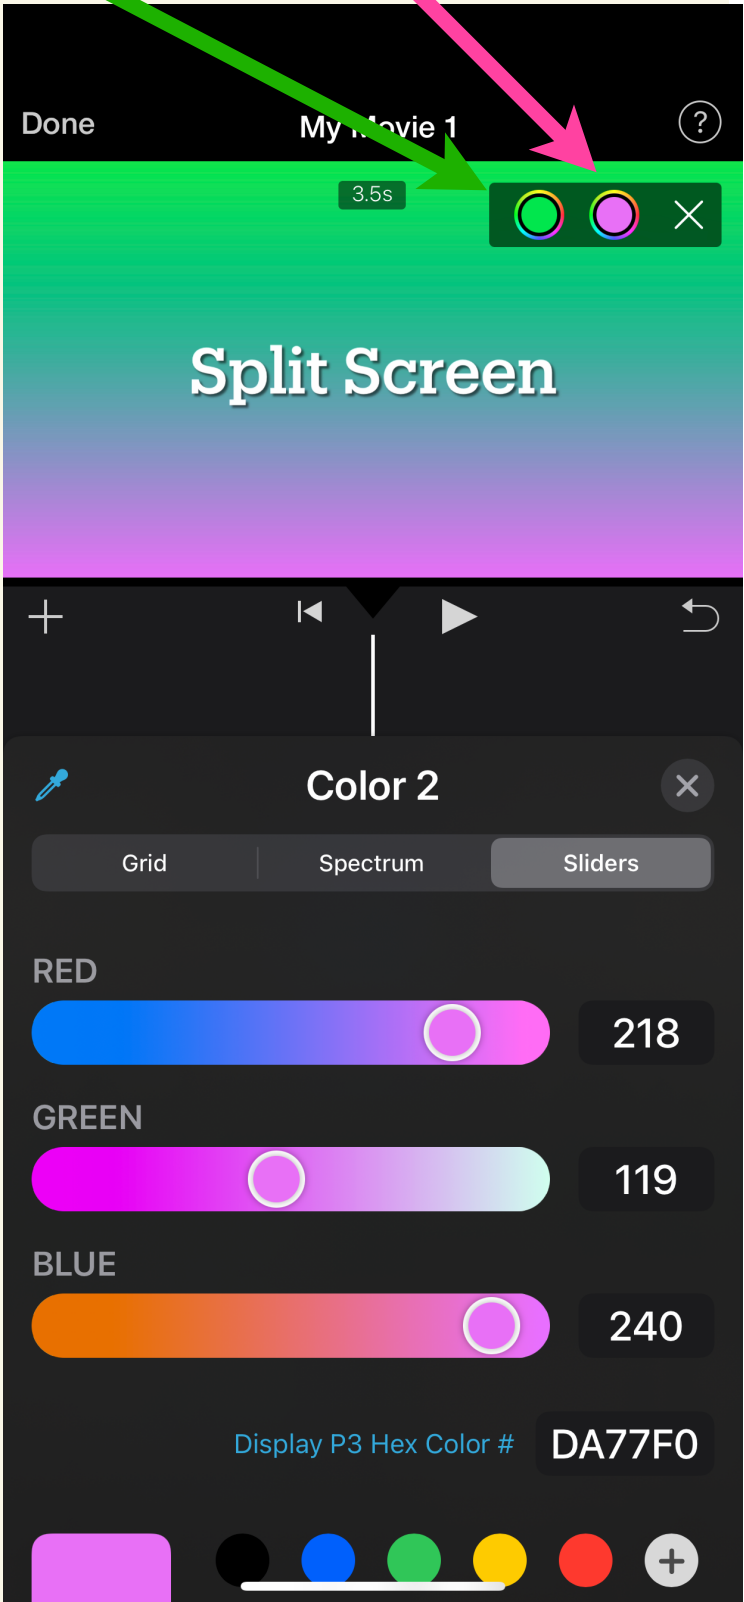 Done
My Movie 1
?
3.5s
Split Screen
Color 2
Grid
Spectrum
Sliders
RED
218
GREEN
119
BLUE
240
Display P3 Hex Color #
DA77F0